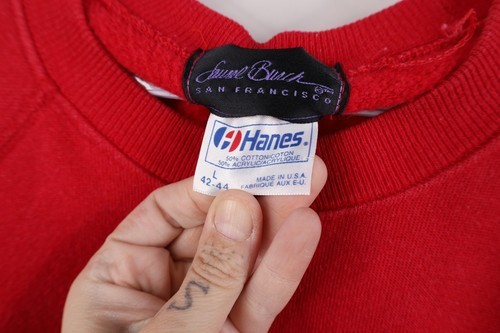 Laurel Burch
SAN FRANCISCO
Hanes®
50% COTTON/COTON
50% ACRYLIC/ACRYLIQUE
L
42-44
MADE IN U.S.A.
FABRIQUE AUX E-U.
S